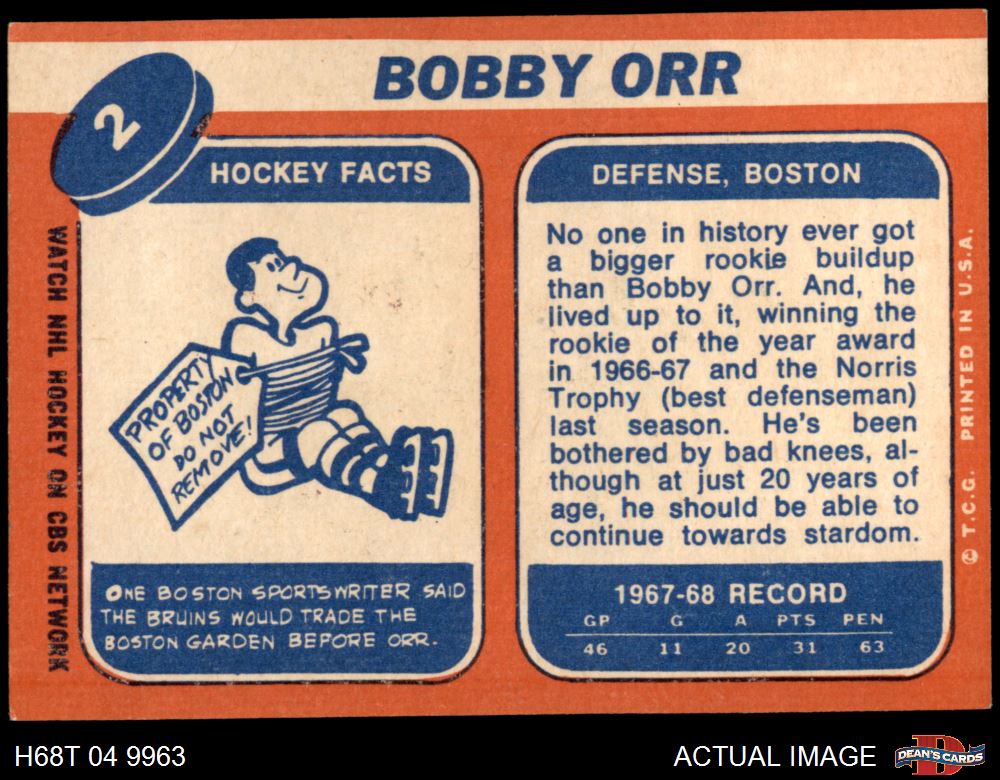 BOBBY ORR
2
HOCKEY FACTS
PROPERTY
OF BOSTON
DO NOT
REMOVE!
ONE BOSTON SPORTSWRITER SAID
THE BRUINS WOULD TRADE THE
BOSTON GARDEN BEFORE ORR.
WATCH NHL HOCKEY ON CBS NETWORK
DEFENSE, BOSTON
No one in history ever got
a bigger rookie buildup
than Bobby Orr. And, he
lived up to it, winning the
rookie of the year award
in 1966-67 and the Norris
Trophy (best defenseman)
last season. He's been
bothered by bad knees, al-
though at just 20 years of
age, he should be able to
continue towards stardom.
1967-68 RECORD
GP G A PTS PEN
46 11 20 31 63
© T.C.G. PRINTED IN U.S.A.
H68T 04 9963
ACTUAL IMAGE
D
DEAN'S CARDS